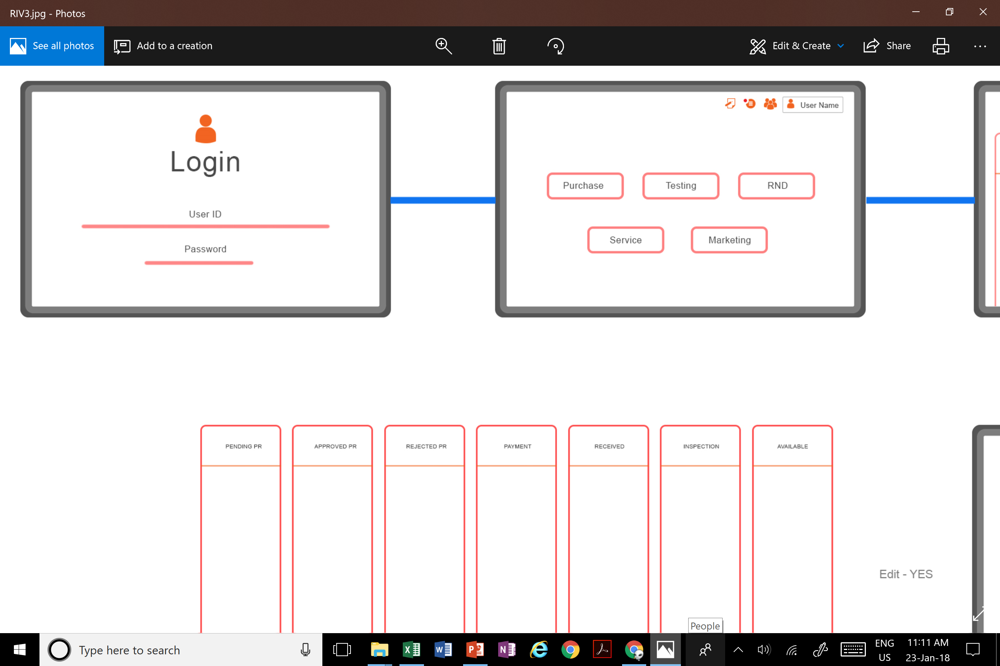 RIV3.jpg - Photos
See all photos
Add to a creation
Edit & Create
Share
Login
User ID
Password
User Name
Purchase
Testing
RND
Service
Marketing
PENDING PR
APPROVED PR
REJECTED PR
PAYMENT
RECEIVED
INSPECTION
AVAILABLE
Edit - YES
People
Type here to search
ENG
US
11:11 AM
23-Jan-18